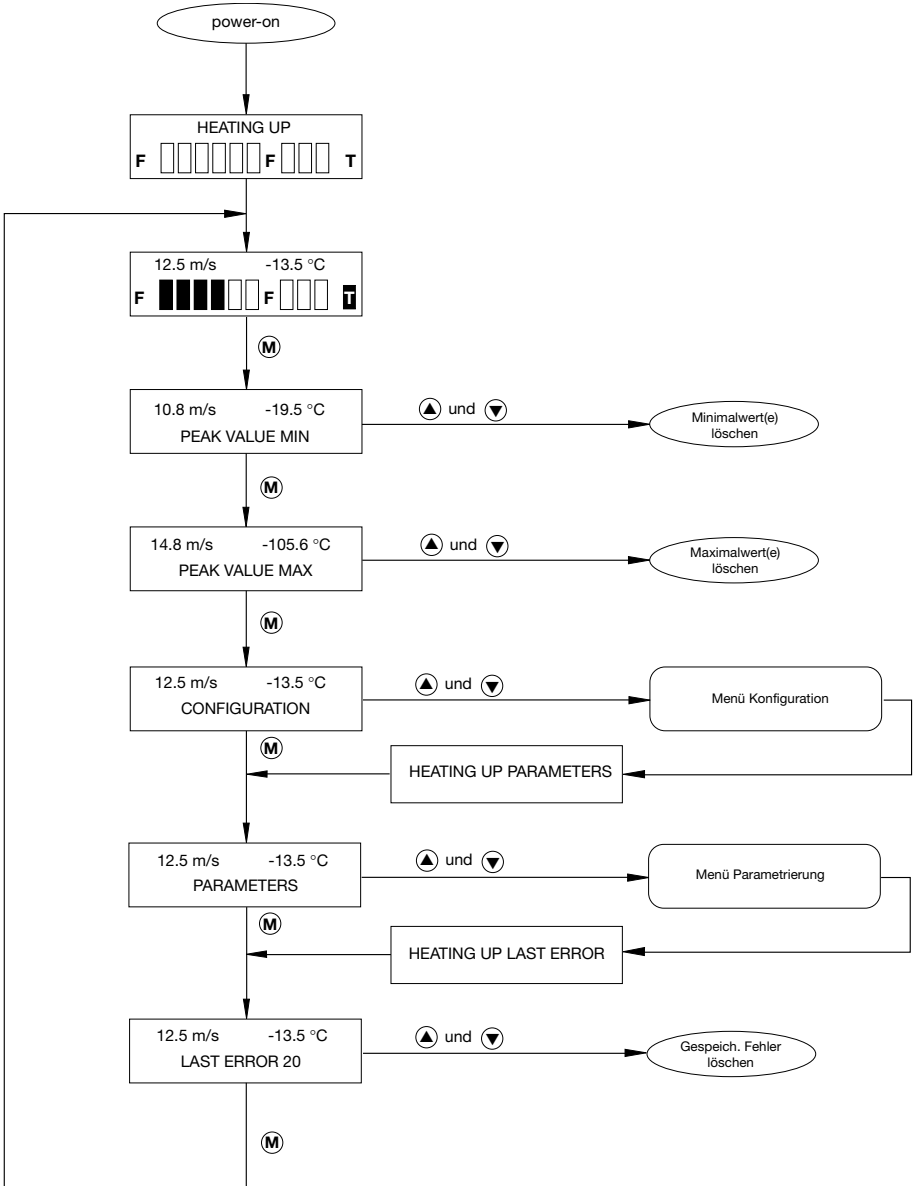 power-on
HEATING UP
F F T
12.5 m/s -13.5 °C
F F T
M
10.8 m/s -19.5 °C
PEAK VALUE MIN
und
Minimalwert(e)
löschen
M
14.8 m/s -105.6 °C
PEAK VALUE MAX
und
Maximalwert(e)
löschen
M
12.5 m/s -13.5 °C
CONFIGURATION
und
Menü Konfiguration
M
HEATING UP PARAMETERS
12.5 m/s -13.5 °C
PARAMETERS
und
Menü Parametrierung
M
HEATING UP LAST ERROR
12.5 m/s -13.5 °C
LAST ERROR 20
und
Gespeich. Fehler
löschen
M